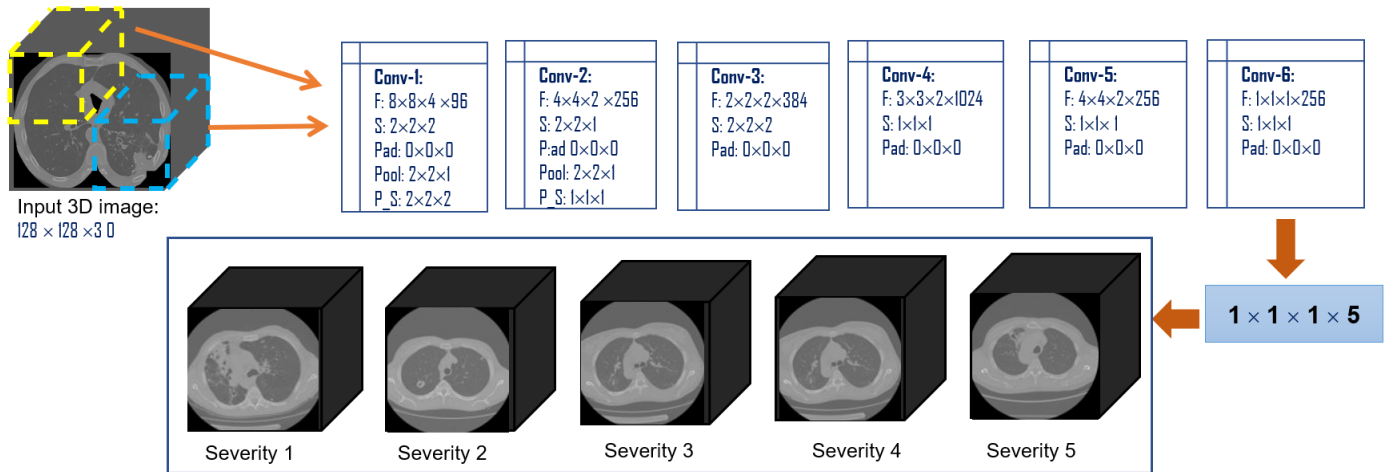 Input 3D image:
128 × 128 ×3 0
Conv-1:
F: 8×8×4 ×96
S: 2×2×2
Pad: 0×0×0
Pool: 2×2×1
P_S: 2×2×2
Conv-2:
F: 4×4×2 ×256
S: 2×2×1
P:ad 0×0×0
Pool: 2×2×1
P_S: 1×1×1
Conv-3:
F: 2×2×2×384
S: 2×2×2
Pad: 0×0×0
Conv-4:
F: 3×3×2×1024
S: 1×1×1
Pad: 0×0×0
Conv-5:
F: 4×4×2×256
S: 1×1× 1
Pad: 0×0×0
Conv-6:
F: 1×1×1×256
S: 1×1×1
Pad: 0×0×0
1 × 1 × 1 × 5
Severity 1
Severity 2
Severity 3
Severity 4
Severity 5